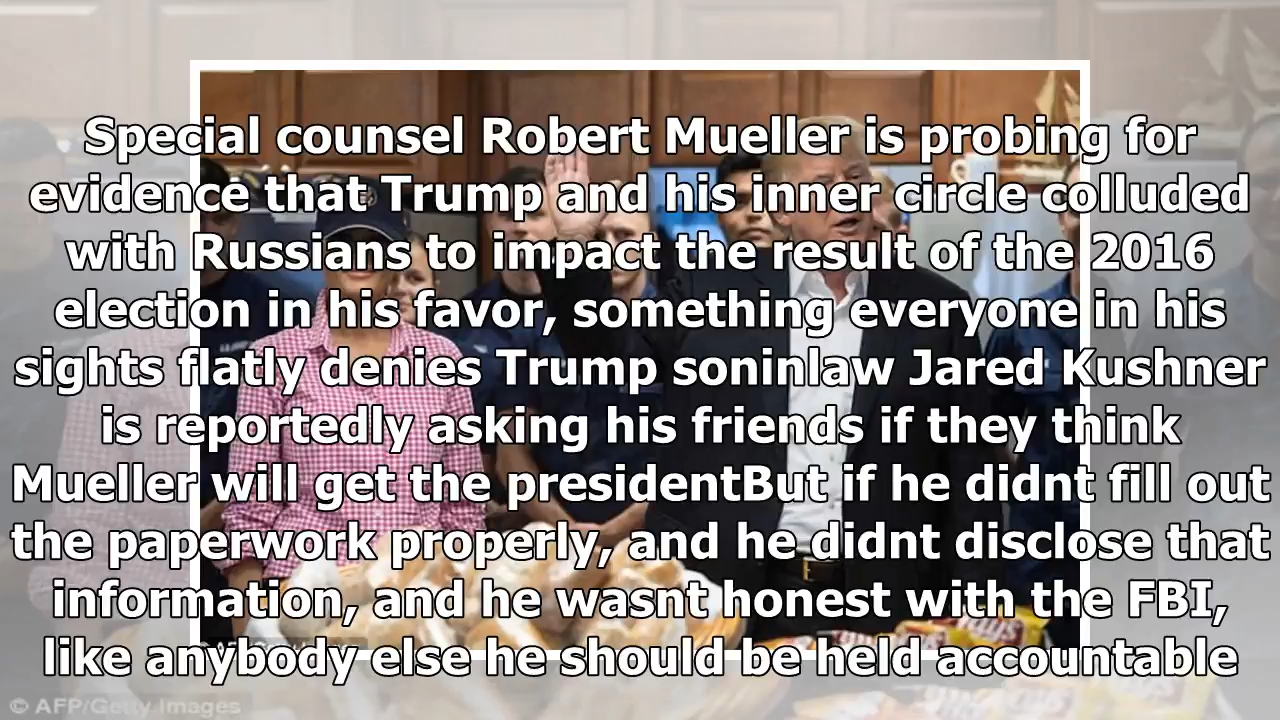 Special counsel Robert Mueller is probing for
evidence that Trump and his inner circle colluded
with Russians to impact the result of the 2016
election in his favor, something everyone in his
sights flatly denies Trump soninlaw Jared Kushner
is reportedly asking his friends if they think
Mueller will get the presidentBut if he didnt fill out
the paperwork properly, and he didnt disclose that
information, and he wasnt honest with the FBI,
like anybody else he should be held accountable
© AFP/Getty Images